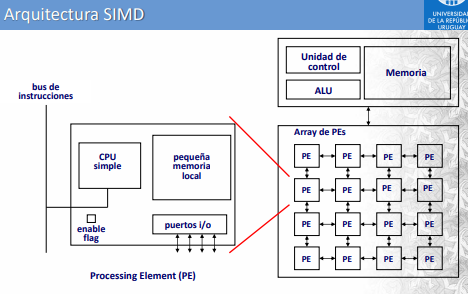 Arquitectura SIMD
UNIVERSIDAD
DE LA REPÚBLICA
URUGUAY
bus de
instrucciones
CPU
simple
pequeña
memoria
local
enable
flag
puertos i/o
Processing Element (PE)
Unidad de
control
ALU
Memoria
Array de PEs
PE PE PE PE
PE PE PE PE
PE PE PE PE
PE PE PE PE